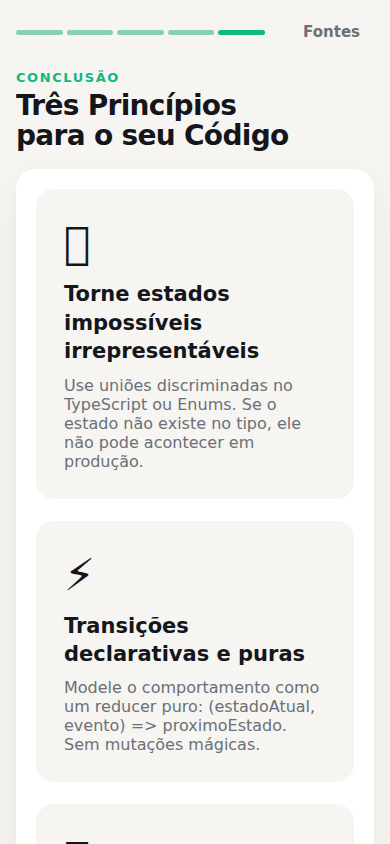 Fontes
CONCLUSÃO
Três Princípios
para o seu Código
Torne estados
impossíveis
irrepresentáveis
Use uniões discriminadas no
TypeScript ou Enums. Se o
estado não existe no tipo, ele
não pode acontecer em
produção.
⚡
Transições
declarativas e puras
Modele o comportamento como
um reducer puro: (estadoAtual,
evento) => proximoEstado.
Sem mutações mágicas.